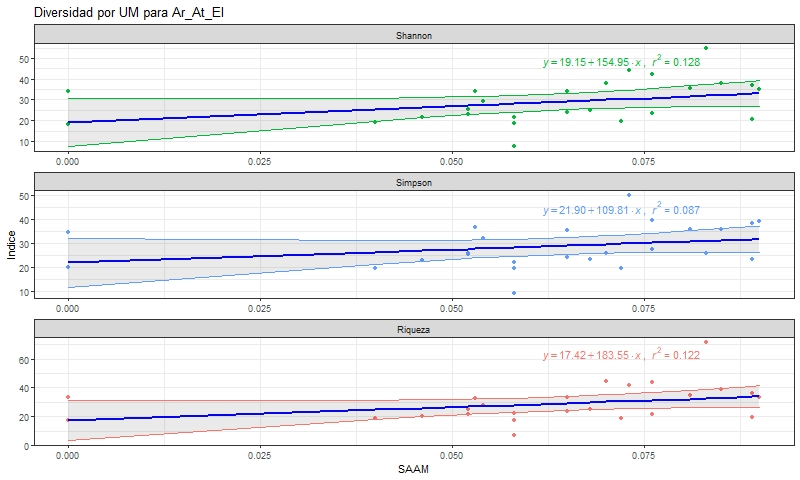 Diversidad por UM para Ar_At_El
Shannon
y = 19.15 + 154.95 · x , r² = 0.128
50
40
30
20
10
0.000 0.025 0.050 0.075
Simpson
y = 21.90 + 109.81 · x , r² = 0.087
50
40
30
20
10
0.000 0.025 0.050 0.075
Indice
Riqueza
y = 17.42 + 183.55 · x , r² = 0.122
60
40
20
0
0.000 0.025 0.050 0.075
SAAM